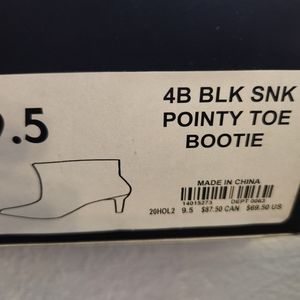 .5
4B BLK SNK
POINTY TOE
BOOTIE
MADE IN CHINA
14015273 DEPT 0063
20HOL2 9.5 $87.50 CAN $69.50 US